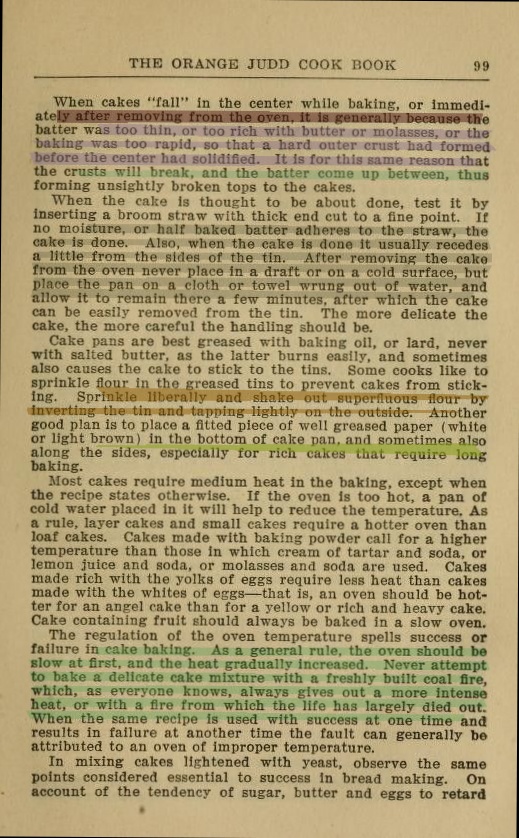 THE ORANGE JUDD COOK BOOK 99
When cakes "fall" in the center while baking, or immedi-
ately after removing from the oven, it is generally because the
batter was too thin, or too rich with butter or molasses, or the
baking was too rapid, so that a hard outer crust had formed
before the center had solidified. It is for this same reason that
the crusts will break, and the batter come up between, thus
forming unsightly broken tops to the cakes.
When the cake is thought to be about done, test it by
inserting a broom straw with thick end cut to a fine point. If
no moisture, or half baked batter adheres to the straw, the
cake is done. Also, when the cake is done it usually recedes
a little from the sides of the tin. After removing the cake
from the oven never place in a draft or on a cold surface, but
place the pan on a cloth or towel wrung out of water, and
allow it to remain there a few minutes, after which the cake
can be easily removed from the tin. The more delicate the
cake, the more careful the handling should be.
Cake pans are best greased with baking oil, or lard, never
with salted butter, as the latter burns easily, and sometimes
also causes the cake to stick to the tins. Some cooks like to
sprinkle flour in the greased tins to prevent cakes from stick-
ing. Sprinkle liberally and shake out superfluous flour by
inverting the tin and tapping lightly on the outside. Another
good plan is to place a fitted piece of well greased paper (white
or light brown) in the bottom of cake pan, and sometimes also
along the sides, especially for rich cakes that require long
baking.
Most cakes require medium heat in the baking, except when
the recipe states otherwise. If the oven is too hot, a pan of
cold water placed in it will help to reduce the temperature. As
a rule, layer cakes and small cakes require a hotter oven than
loaf cakes. Cakes made with baking powder call for a higher
temperature than those in which cream of tartar and soda, or
lemon juice and soda, or molasses and soda are used. Cakes
made rich with the yolks of eggs require less heat than cakes
made with the whites of eggs—that is, an oven should be hot-
ter for an angel cake than for a yellow or rich and heavy cake.
Cake containing fruit should always be baked in a slow oven.
The regulation of the oven temperature spells success or
failure in cake baking. As a general rule, the oven should be
slow at first, and the heat gradually increased. Never attempt
to bake a delicate cake mixture with a freshly built coal fire,
which, as everyone knows, always gives out a more intense
heat, or with a fire from which the life has largely died out.
When the same recipe is used with success at one time and
results in failure at another time the fault can generally be
attributed to an oven of improper temperature.
In mixing cakes lightened with yeast, observe the same
points considered essential to success in bread making. On
account of the tendency of sugar, butter and eggs to retard